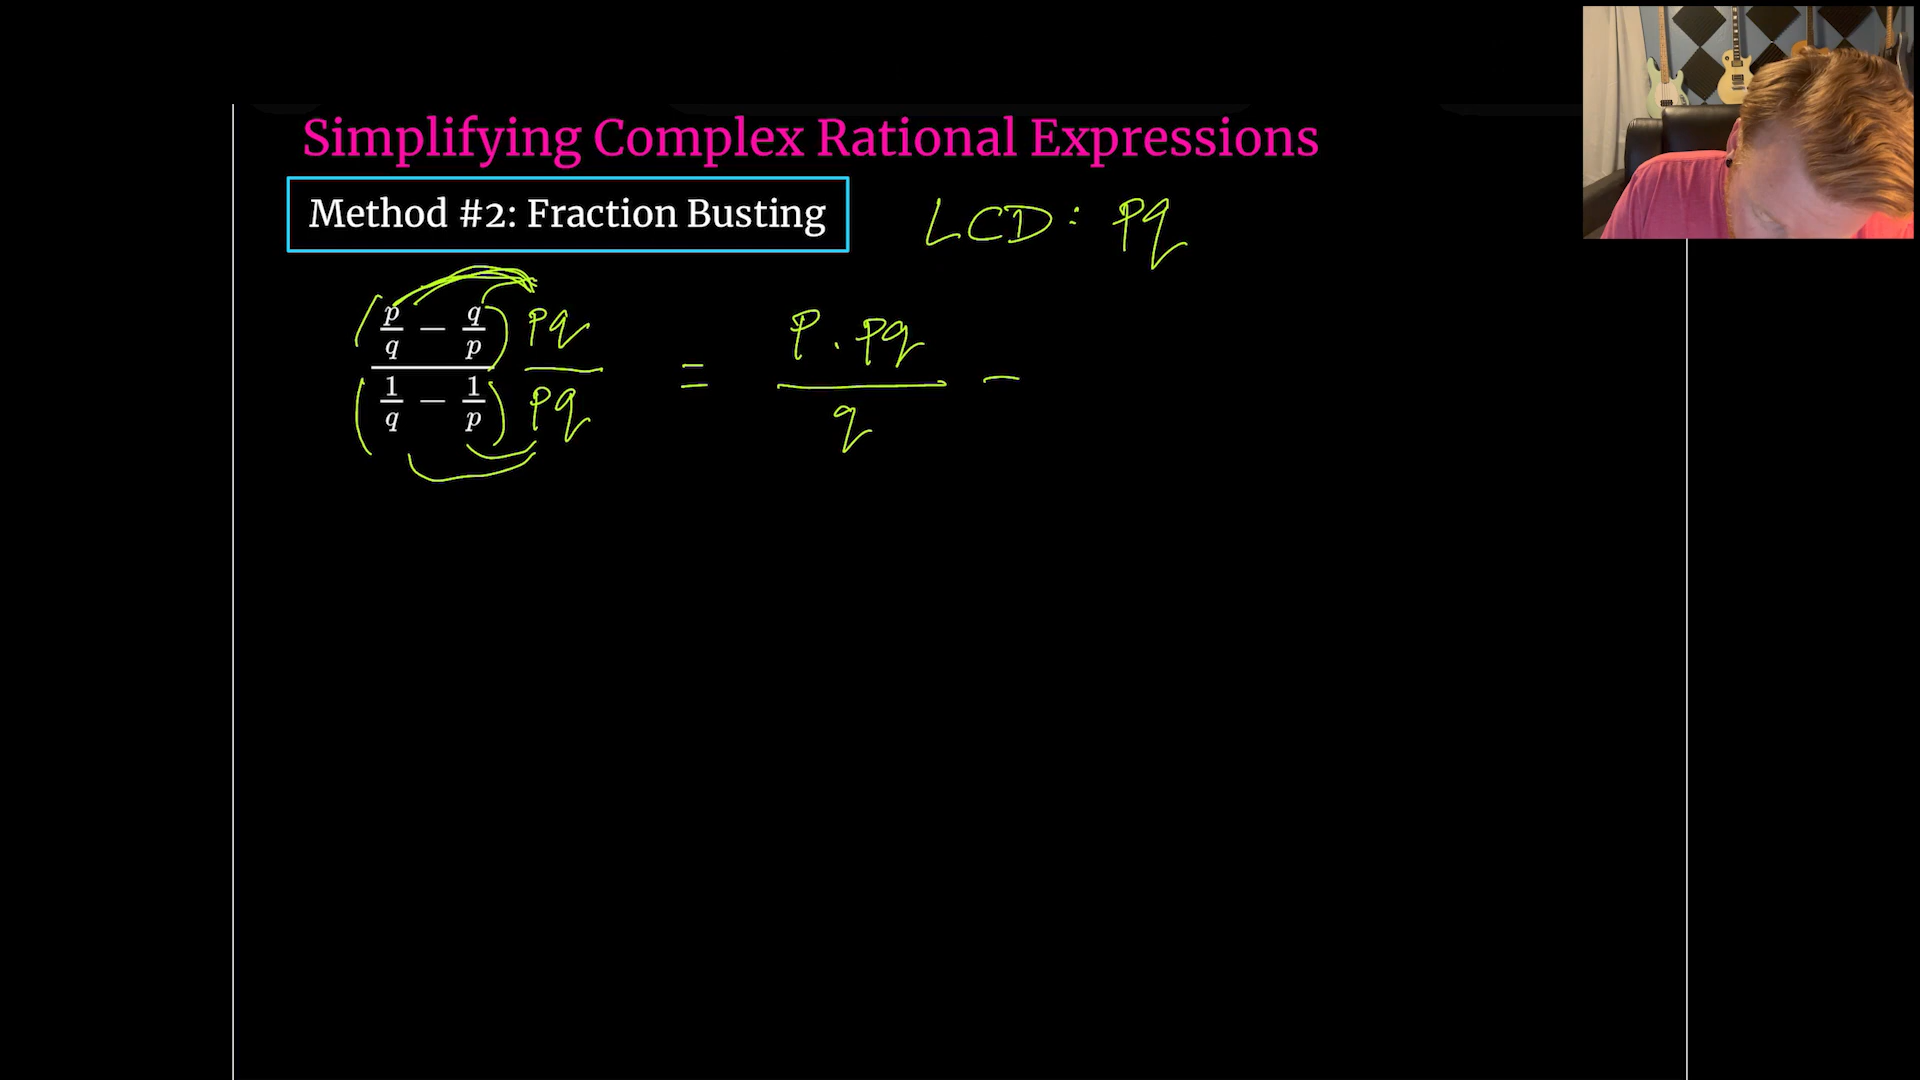 Simplifying Complex Rational Expressions
Method #2: Fraction Busting
LCD: pq
(p/q − q/p) pq
(1/q − 1/p) pq
= p · pq / q −